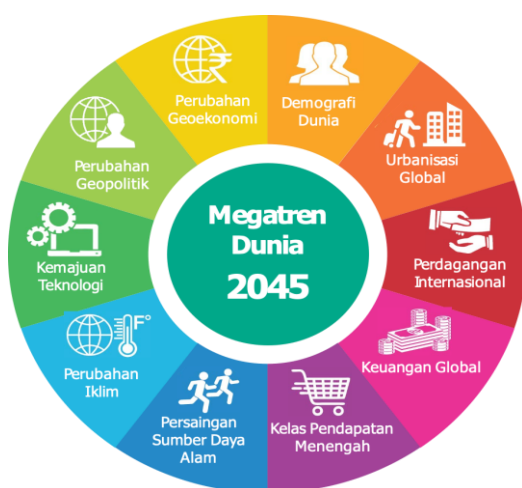 Megatren
Dunia
2045
Demografi
Dunia
Urbanisasi
Global
Perdagangan
Internasional
Keuangan Global
Kelas Pendapatan
Menengah
Persaingan
Sumber Daya
Alam
Perubahan
Iklim
F°
Kemajuan
Teknologi
Perubahan
Geopolitik
Perubahan
Geoekonomi